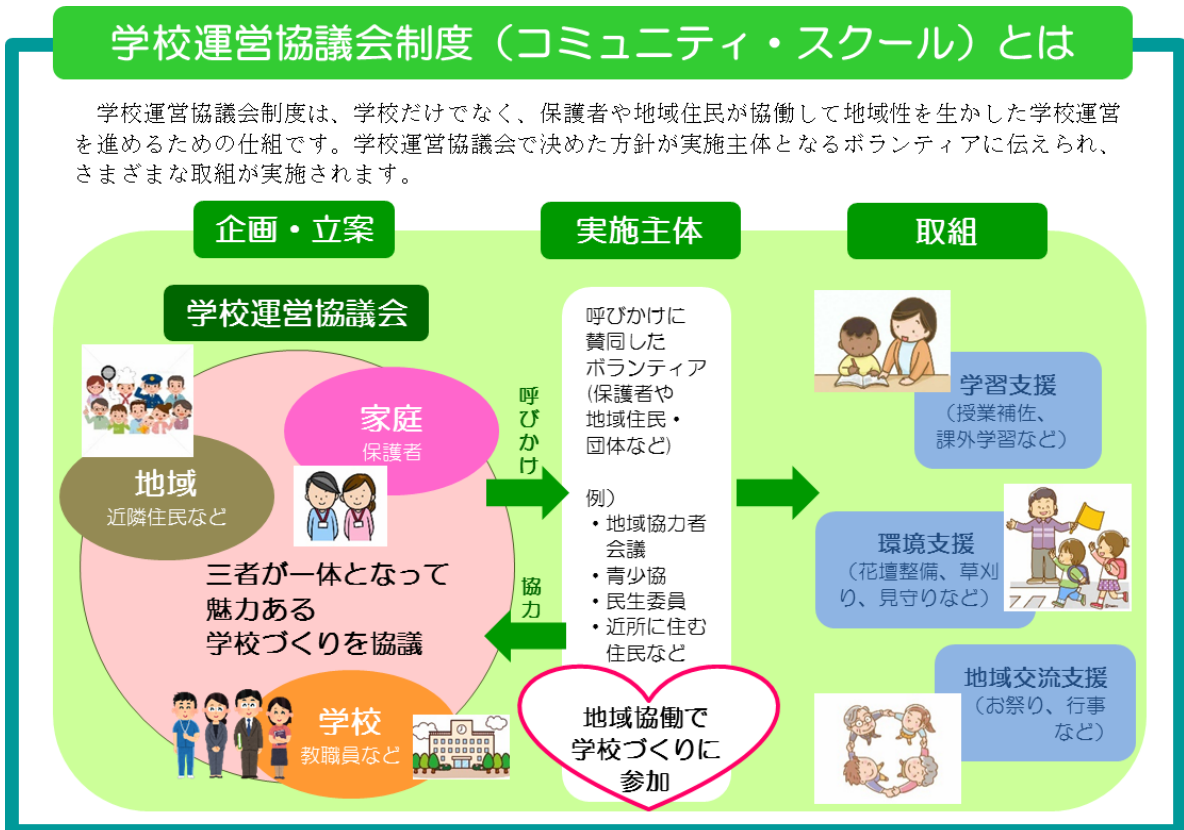 学校運営協議会制度（コミュニティ・スクール）とは
学校運営協議会制度は、学校だけでなく、保護者や地域住民が協働して地域性を生かした学校運営
を進めるための仕組です。学校運営協議会で決めた方針が実施主体となるボランティアに伝えられ、
さまざまな取組が実施されます。
企画・立案
学校運営協議会
家庭
保護者
地域
近隣住民など
三者が一体となって
魅力ある
学校づくりを協議
学校
教職員など
呼びかけ
協力
実施主体
呼びかけに
賛同した
ボランティア
(保護者や
地域住民・
団体など)
例）
・地域協力者
会議
・青少協
・民生委員
・近所に住む
住民など
地域協働で
学校づくりに
参加
取組
学習支援
（授業補佐、
課外学習など）
環境支援
（花壇整備、草刈
り、見守りなど）
地域交流支援
（お祭り、行事
など）